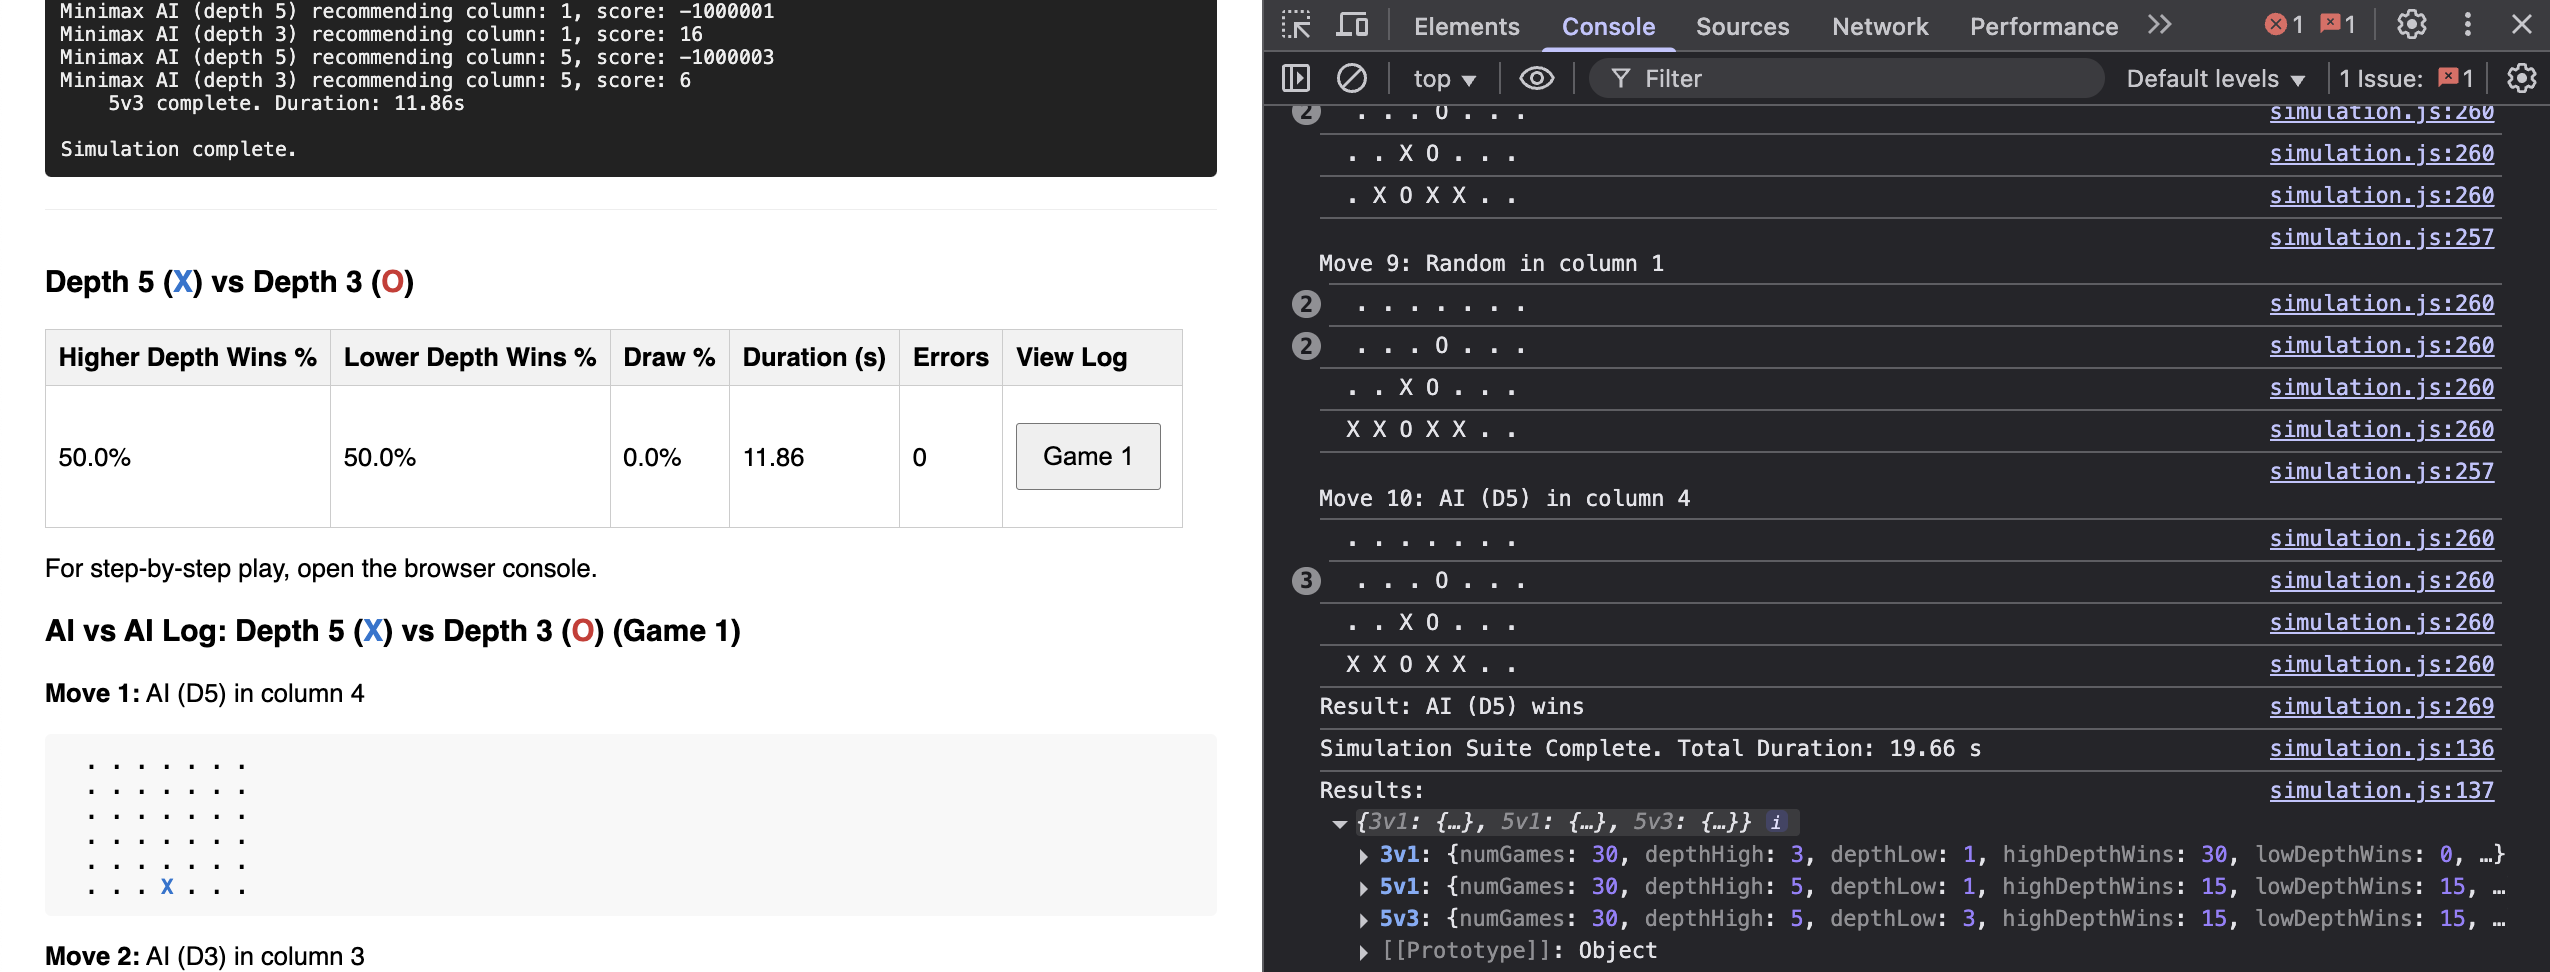 Minimax AI (depth 5) recommending column: 1, score: -1000001
Minimax AI (depth 3) recommending column: 1, score: 16
Minimax AI (depth 5) recommending column: 5, score: -1000003
Minimax AI (depth 3) recommending column: 5, score: 6
5v3 complete. Duration: 11.86s
Simulation complete.
Depth 5 (X) vs Depth 3 (O)
Higher Depth Wins % Lower Depth Wins % Draw % Duration (s) Errors View Log
50.0% 50.0% 0.0% 11.86 0 Game 1
For step-by-step play, open the browser console.
AI vs AI Log: Depth 5 (X) vs Depth 3 (O) (Game 1)
Move 1: AI (D5) in column 4
. . . . . . .
. . . . . . .
. . . . . . .
. . . . . . .
. . . . . . .
. . . X . . .
Move 2: AI (D3) in column 3
Elements Console Sources Network Performance 1 1
top Filter Default levels 1 Issue: 1
2 . . . O . . . simulation.js:260
. . X O . . . simulation.js:260
. X O X X . . simulation.js:260
simulation.js:257
Move 9: Random in column 1
2 . . . . . . . simulation.js:260
2 . . . O . . . simulation.js:260
. . X O . . . simulation.js:260
X X O X X . . simulation.js:260
simulation.js:257
Move 10: AI (D5) in column 4
. . . . . . . simulation.js:260
3 . . . O . . . simulation.js:260
. . X O . . . simulation.js:260
X X O X X . . simulation.js:260
Result: AI (D5) wins simulation.js:269
Simulation Suite Complete. Total Duration: 19.66 s simulation.js:136
Results: simulation.js:137
{3v1: {…}, 5v1: {…}, 5v3: {…}} i
3v1: {numGames: 30, depthHigh: 3, depthLow: 1, highDepthWins: 30, lowDepthWins: 0, …}
5v1: {numGames: 30, depthHigh: 5, depthLow: 1, highDepthWins: 15, lowDepthWins: 15, …
5v3: {numGames: 30, depthHigh: 5, depthLow: 3, highDepthWins: 15, lowDepthWins: 15, …
[[Prototype]]: Object